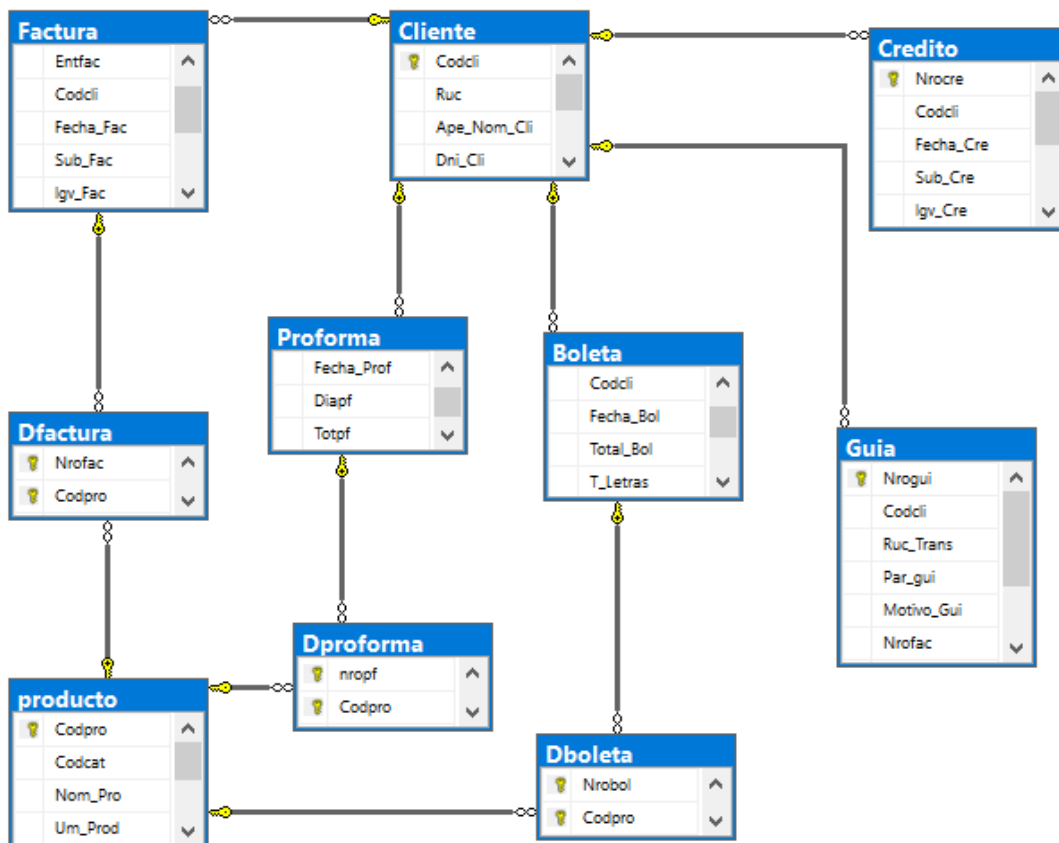 Factura
Entfac
Codcli
Fecha_Fac
Sub_Fac
Igv_Fac
Cliente
Codcli
Ruc
Ape_Nom_Cli
Dni_Cli
Credito
Nrocre
Codcli
Fecha_Cre
Sub_Cre
Igv_Cre
Proforma
Fecha_Prof
Diapf
Totpf
Boleta
Codcli
Fecha_Bol
Total_Bol
T_Letras
Dfactura
Nrofac
Codpro
Guia
Nrogui
Codcli
Ruc_Trans
Par_gui
Motivo_Gui
Nrofac
Dproforma
nropf
Codpro
producto
Codpro
Codcat
Nom_Pro
Um_Prod
Dboleta
Nrobol
Codpro